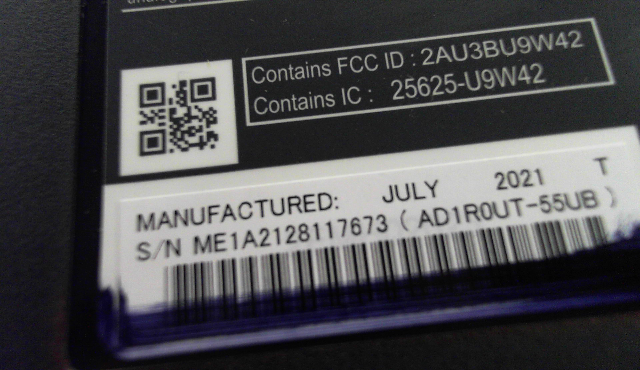 Contains FCC ID : 2AU3BU9W42
Contains IC : 25625-U9W42
MANUFACTURED: JULY 2021 T
S/N ME1A2128117673 ( AD1R0UT-55UB )